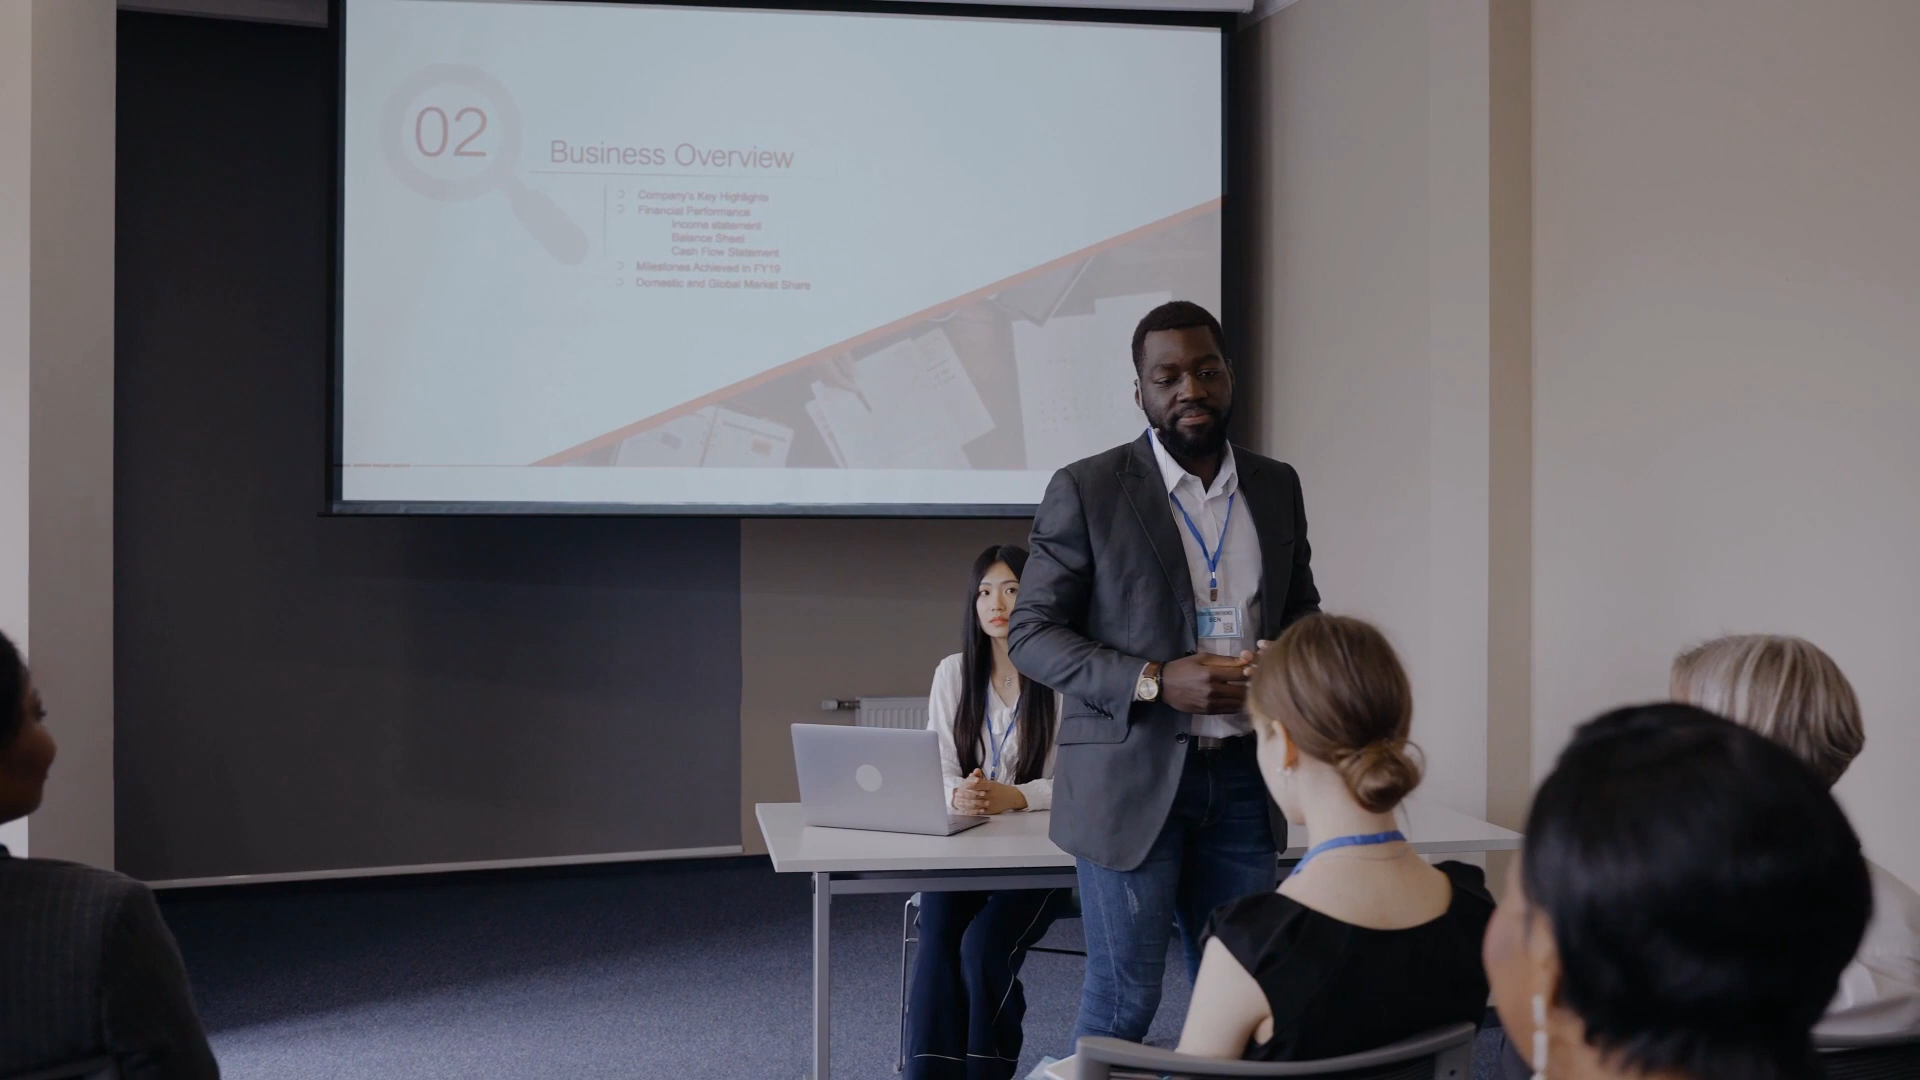 02
Business Overview
Company's Key Highlights
Financial Performance
Income statement
Balance Sheet
Cash Flow Statement
Milestones Achieved in FY19
Domestic and Global Market Share
BEN